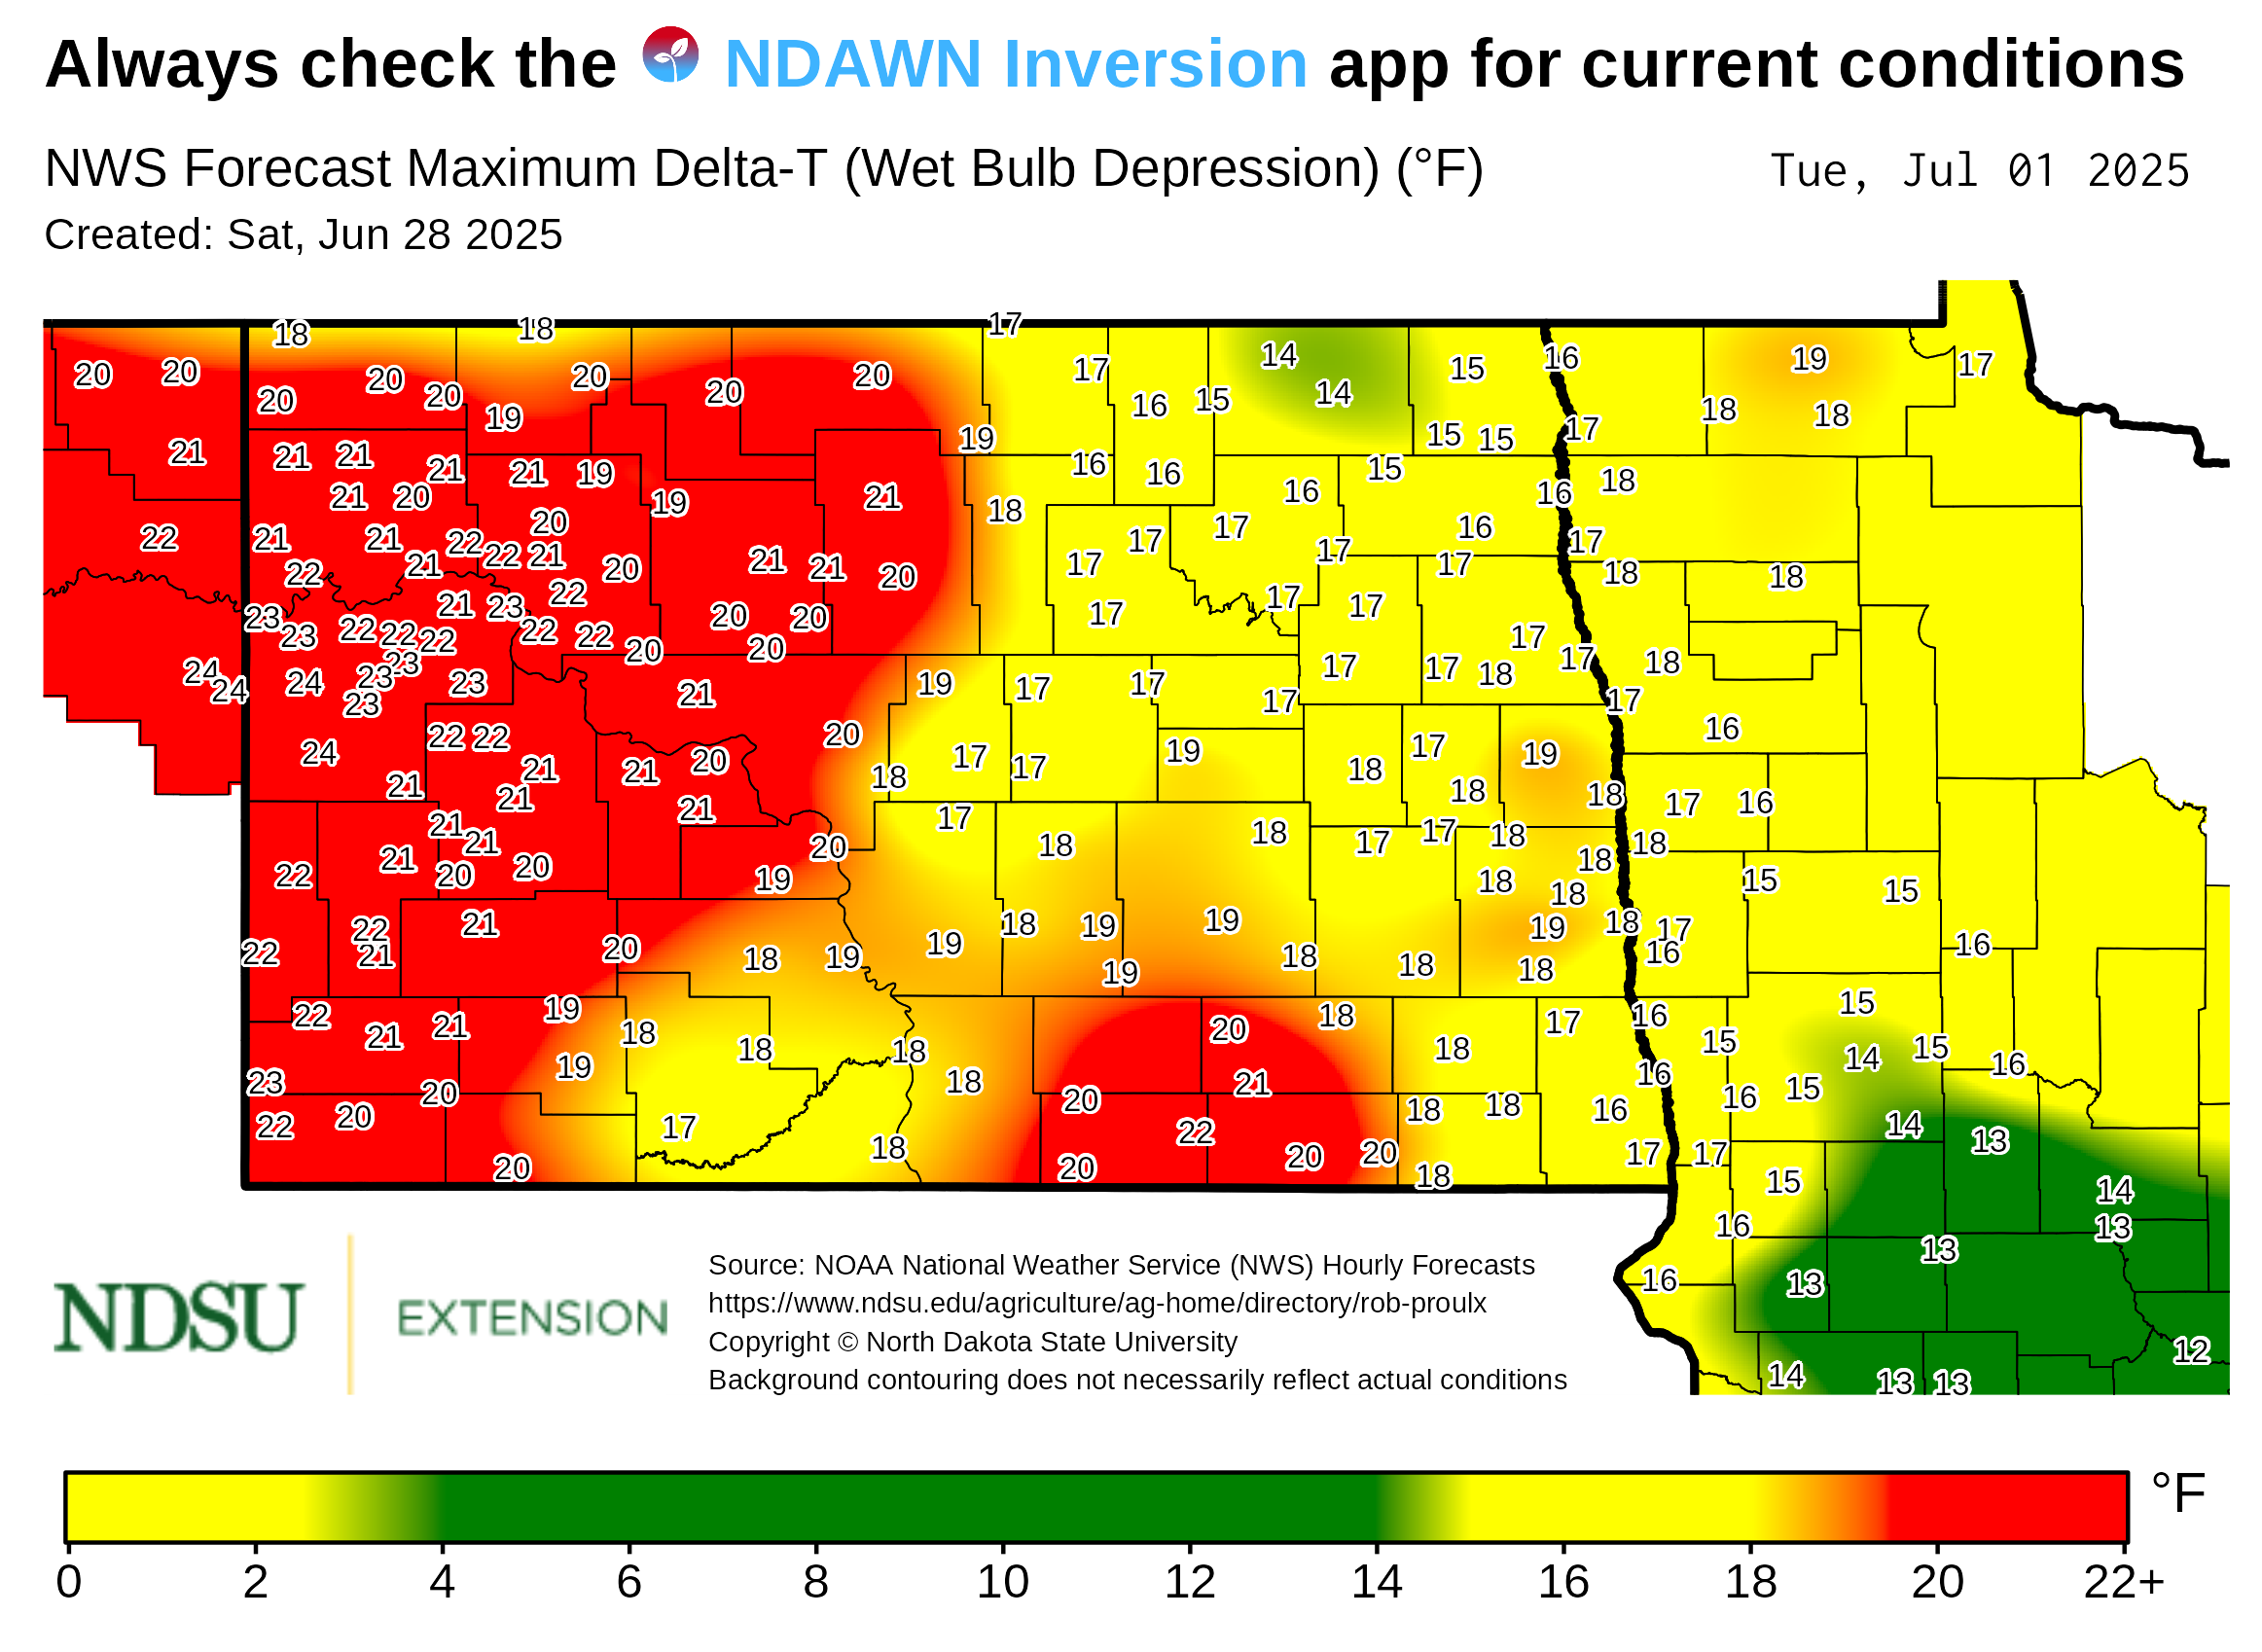 Always check the NDAWN Inversion app for current conditions
NWS Forecast Maximum Delta-T (Wet Bulb Depression) (°F) Tue, Jul 01 2025
Created: Sat, Jun 28 2025
18 18 17
20 20 20 20 20 20 20 20 17 14 15 16 19 17
19 16 15 14 18 18
21 21 21 21 21 19 19 15 15 17
21 20 19 21 18 16 16 16 15 16 18
22 21 21 22 20 22 21 17 17 17 16 17
22 21 22 20 21 21 20 17 17 18 18
23 23 21 23 20 20 17 17 17
22 22 22 22 22 20 20 17 17
24 24 24 23 23 23 23 21 19 17 17 17 17 17 18 18
24 22 22 20 17 17 19 18 17 19 17 16
21 21 21 21 20 18 18 18 17 16
21 21 21 20 17 18 18 17 17 18 18
22 21 20 20 19 18 18 18 15 15
22 22 21 21 20 18 19 19 18 19 19 19 18 18 19 18 18 17 16 16
22 21 21 19 18 18 18 20 18 18 17 16 15 15
23 20 19 18 20 21 16 15 14 15 16
22 20 17 18 22 18 18 16 16 14 13
20 20 20 20 18 17 17 15 14
16 13 13
NDSU EXTENSION
Source: NOAA National Weather Service (NWS) Hourly Forecasts
https://www.ndsu.edu/agriculture/ag-home/directory/rob-proulx
Copyright © North Dakota State University
Background contouring does not necessarily reflect actual conditions
16 13 12
14 13 13
°F
0 2 4 6 8 10 12 14 16 18 20 22+